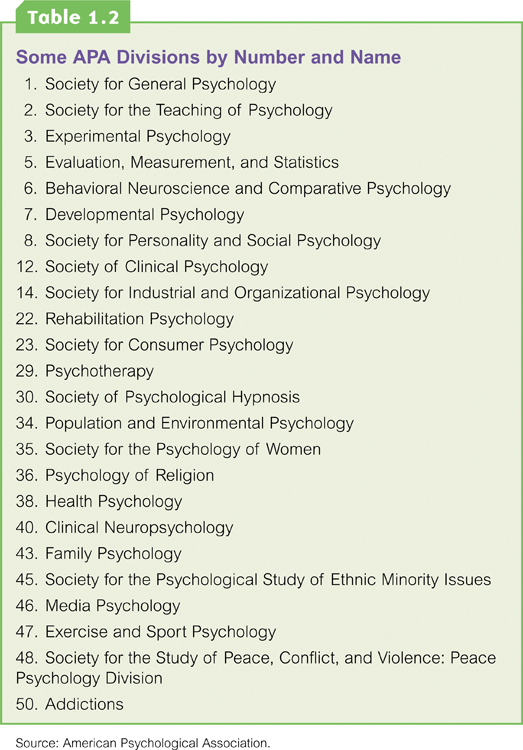 Table 1.2
Some APA Divisions by Number and Name
1. Society for General Psychology
2. Society for the Teaching of Psychology
3. Experimental Psychology
5. Evaluation, Measurement, and Statistics
6. Behavioral Neuroscience and Comparative Psychology
7. Developmental Psychology
8. Society for Personality and Social Psychology
12. Society of Clinical Psychology
14. Society for Industrial and Organizational Psychology
22. Rehabilitation Psychology
23. Society for Consumer Psychology
29. Psychotherapy
30. Society of Psychological Hypnosis
34. Population and Environmental Psychology
35. Society for the Psychology of Women
36. Psychology of Religion
38. Health Psychology
40. Clinical Neuropsychology
43. Family Psychology
45. Society for the Psychological Study of Ethnic Minority Issues
46. Media Psychology
47. Exercise and Sport Psychology
48. Society for the Study of Peace, Conflict, and Violence: Peace
Psychology Division
50. Addictions
Source: American Psychological Association.